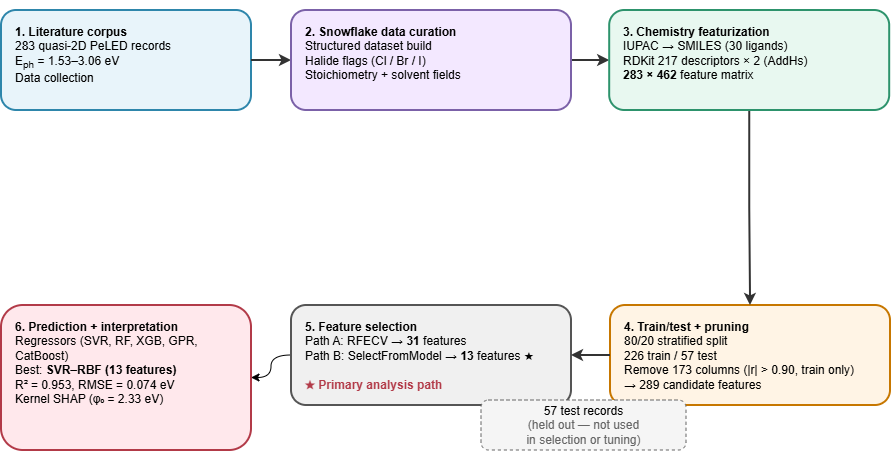 1. Literature corpus
283 quasi-2D PeLED records
Eph = 1.53–3.06 eV
Data collection
2. Snowflake data curation
Structured dataset build
Halide flags (Cl / Br / I)
Stoichiometry + solvent fields
3. Chemistry featurization
IUPAC → SMILES (30 ligands)
RDKit 217 descriptors × 2 (AddHs)
283 × 462 feature matrix
4. Train/test + pruning
80/20 stratified split
226 train / 57 test
Remove 173 columns (|r| > 0.90, train only)
→ 289 candidate features
5. Feature selection
Path A: RFECV → 31 features
Path B: SelectFromModel → 13 features ★
★ Primary analysis path
57 test records
(held out — not used
in selection or tuning)
6. Prediction + interpretation
Regressors (SVR, RF, XGB, GPR,
CatBoost)
Best: SVR–RBF (13 features)
R² = 0.953, RMSE = 0.074 eV
Kernel SHAP (φ₀ = 2.33 eV)